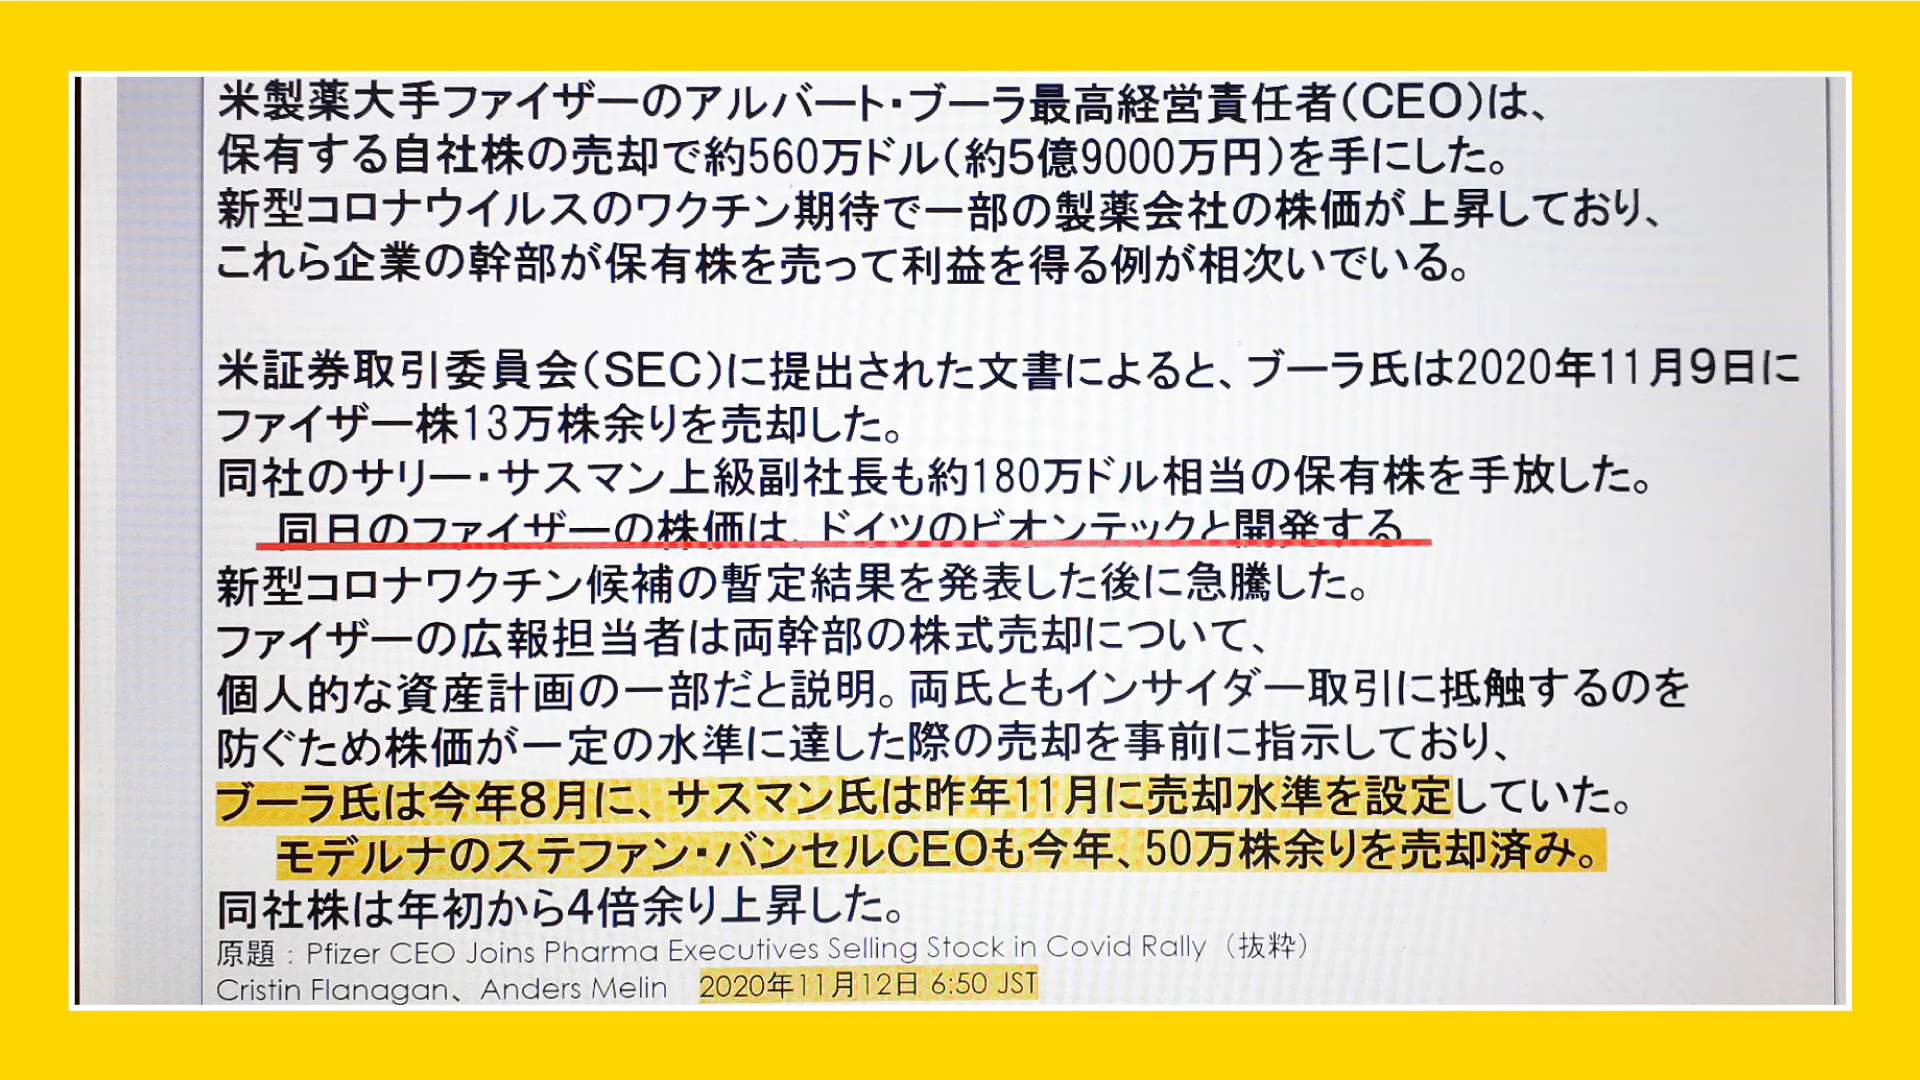 米製薬大手ファイザーのアルバート・ブーラ最高経営責任者(CEO)は、
保有する自社株の売却で約560万ドル(約5億9000万円)を手にした。
新型コロナウイルスのワクチン期待で一部の製薬会社の株価が上昇しており、
これら企業の幹部が保有株を売って利益を得る例が相次いでいる。
米証券取引委員会(SEC)に提出された文書によると、ブーラ氏は2020年11月9日に
ファイザー株13万株余りを売却した。
同社のサリー・サスマン上級副社長も約180万ドル相当の保有株を手放した。
同日のファイザーの株価は、ドイツのビオンテックと開発する
新型コロナワクチン候補の暫定結果を発表した後に急騰した。
ファイザーの広報担当者は両幹部の株式売却について、
個人的な資産計画の一部だと説明。両氏ともインサイダー取引に抵触するのを
防ぐため株価が一定の水準に達した際の売却を事前に指示しており、
ブーラ氏は今年8月に、サスマン氏は昨年11月に売却水準を設定していた。
モデルナのステファン・バンセルCEOも今年、50万株余りを売却済み。
同社株は年初から4倍余り上昇した。
原題：Pfizer CEO Joins Pharma Executives Selling Stock in Covid Rally（抜粋）
Cristin Flanagan、Anders Melin 2020年11月12日 6:50 JST